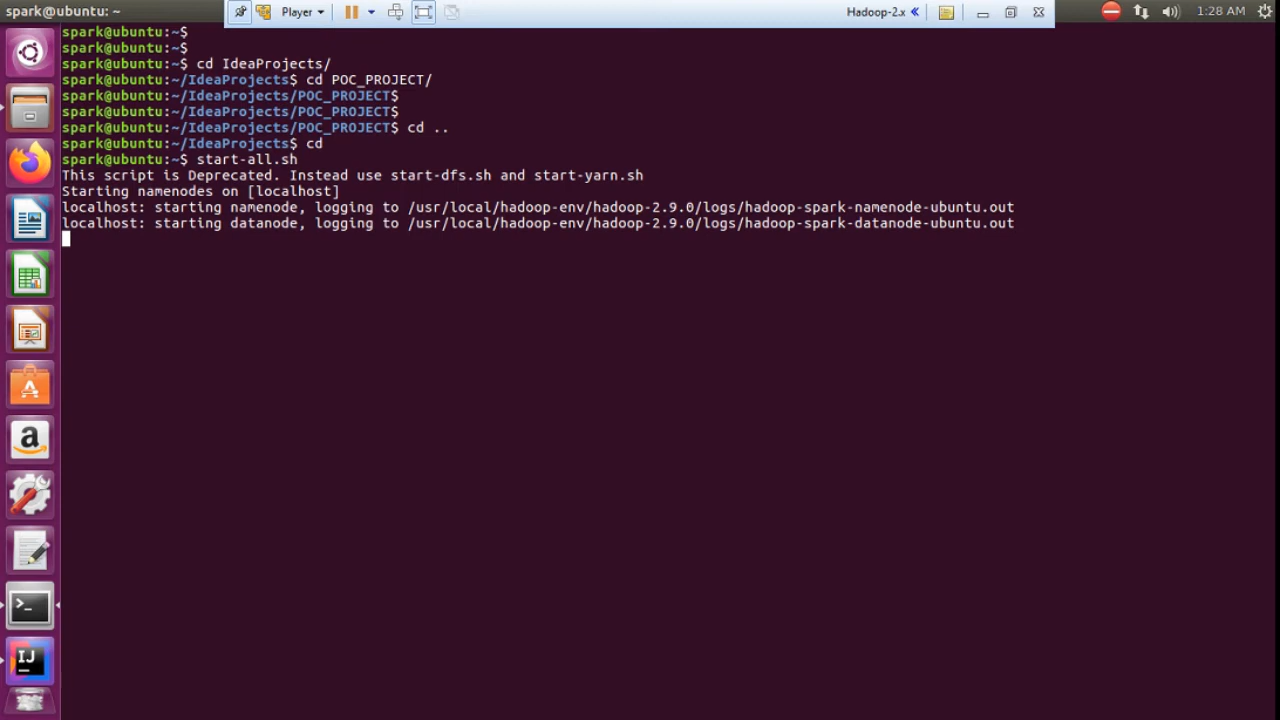 spark@ubuntu: ~
Player
Hadoop-2.x
1:28 AM
spark@ubuntu:~$
spark@ubuntu:~$
spark@ubuntu:~$ cd IdeaProjects/
spark@ubuntu:~/IdeaProjects$ cd POC_PROJECT/
spark@ubuntu:~/IdeaProjects/POC_PROJECT$
spark@ubuntu:~/IdeaProjects/POC_PROJECT$
spark@ubuntu:~/IdeaProjects/POC_PROJECT$ cd ..
spark@ubuntu:~/IdeaProjects$ cd
spark@ubuntu:~$ start-all.sh
This script is Deprecated. Instead use start-dfs.sh and start-yarn.sh
Starting namenodes on [localhost]
localhost: starting namenode, logging to /usr/local/hadoop-env/hadoop-2.9.0/logs/hadoop-spark-namenode-ubuntu.out
localhost: starting datanode, logging to /usr/local/hadoop-env/hadoop-2.9.0/logs/hadoop-spark-datanode-ubuntu.out
A
a
>_
IJ